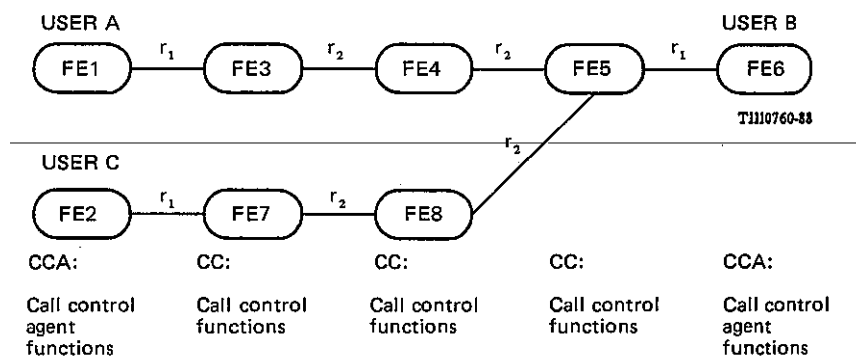 USER A USER B
FE1 r1 FE3 r2 FE4 r2 FE5 r1 FE6
T1110760-88
r2
USER C
FE2 r1 FE7 r2 FE8
CCA: CC: CC: CC: CCA:
Call control Call control Call control Call control Call control
agent functions functions functions agent
functions functions